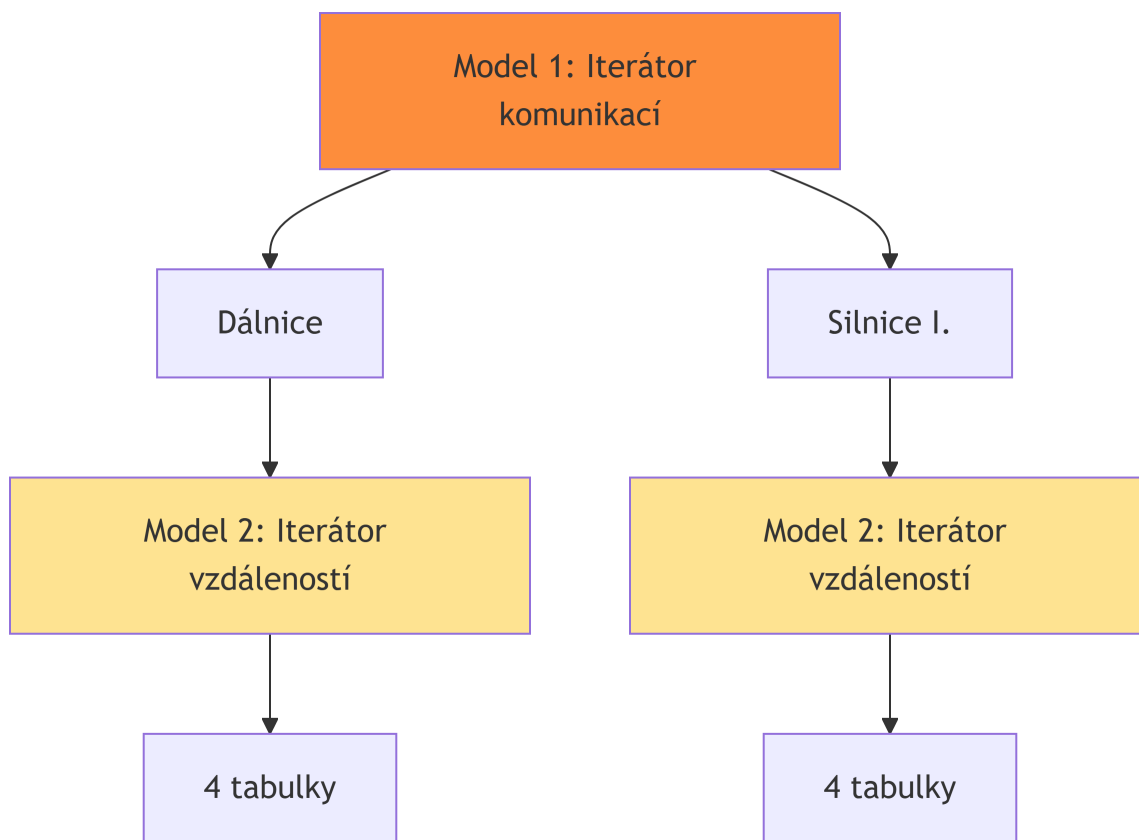 Model 1: Iterátor
komunikací
Dálnice
Silnice I.
Model 2: Iterátor
vzdáleností
Model 2: Iterátor
vzdáleností
4 tabulky
4 tabulky